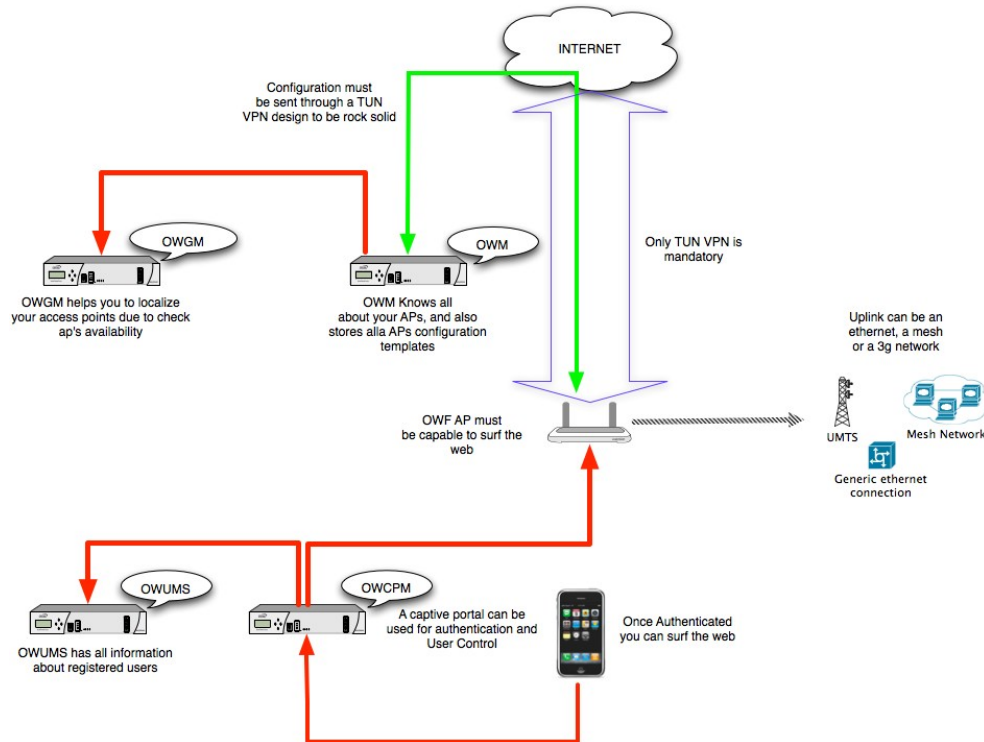 INTERNET
Configuration must
be sent through a TUN
VPN design to be rock solid
OWGM
OWM
Only TUN VPN is
mandatory
OWGM helps you to localize
your access points due to check
ap's availability
OWM Knows all
about your APs, and also
stores alla APs configuration
templates
Uplink can be an
ethernet, a mesh
or a 3g network
OWF AP must
be capable to surf the
web
UMTS
Mesh Network
Generic ethernet
connection
OWUMS
OWCPM
A captive portal can be
used for authentication and
User Control
Once Authenticated
you can surf the web
OWUMS has all information
about registered users